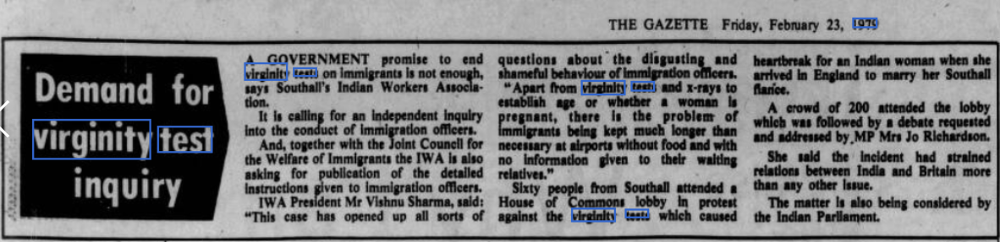 THE GAZETTE Friday, February 23, 1979
Demand for
virginity test
inquiry
A GOVERNMENT promise to end
virginity tests on immigrants is not enough,
says Southall's Indian Workers Associa-
tion.
It is calling for an independent inquiry
into the conduct of immigration officers.
And, together with the Joint Council for
the Welfare of Immigrants the IWA is also
asking for publication of the detailed
instructions given to immigration officers.
IWA President Mr Vishnu Sharma, said:
"This case has opened up all sorts of
questions about the disgusting and
shameful behaviour of immigration officers.
"Apart from virginity tests and x-rays to
establish age or whether a woman is
pregnant, there is the problem of
immigrants being kept much longer than
necessary at airports without food and with
no information given to their waiting
relatives."
Sixty people from Southall attended a
House of Commons lobby in protest
against the virginity tests which caused
heartbreak for an Indian woman when she
arrived in England to marry her Southall
fiance.
A crowd of 200 attended the lobby
which was followed by a debate requested
and addressed by MP Mrs Jo Richardson.
She said the incident had strained
relations between India and Britain more
than any other issue.
The matter is also being considered by
the Indian Parliament.